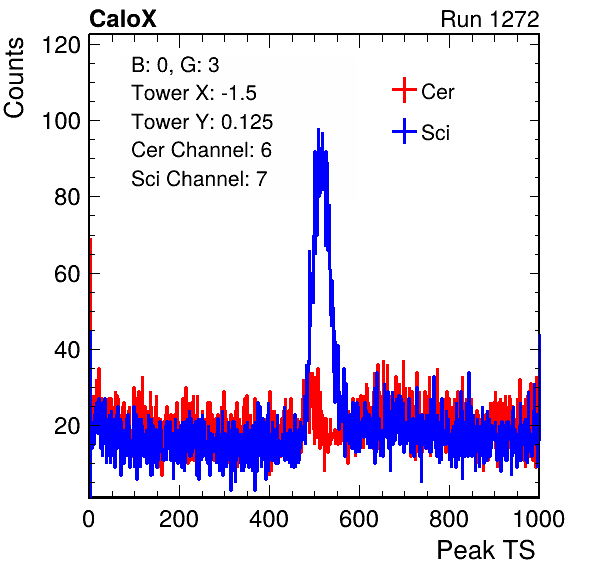 CaloX Run 1272
Counts
120
100
80
60
40
20
B: 0, G: 3
Tower X: -1.5
Tower Y: 0.125
Cer Channel: 6
Sci Channel: 7
Cer
Sci
0 200 400 600 800 1000
Peak TS